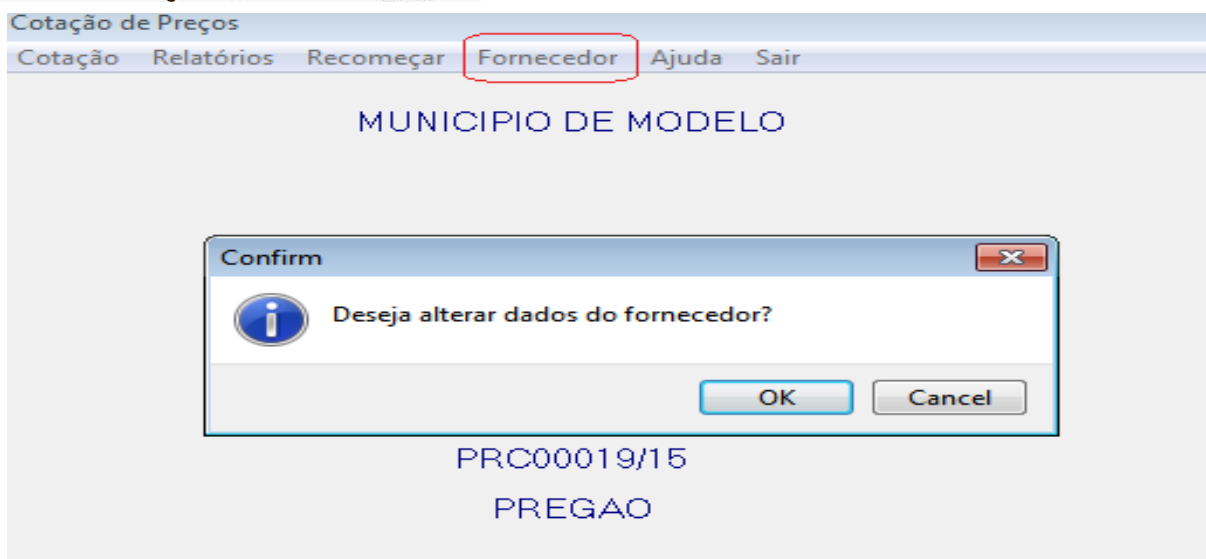 Cotação de Preços
Cotação Relatórios Recomeçar Fornecedor Ajuda Sair
MUNICIPIO DE MODELO
Confirm
Deseja alterar dados do fornecedor?
OK Cancel
PRC00019/15
PREGAO